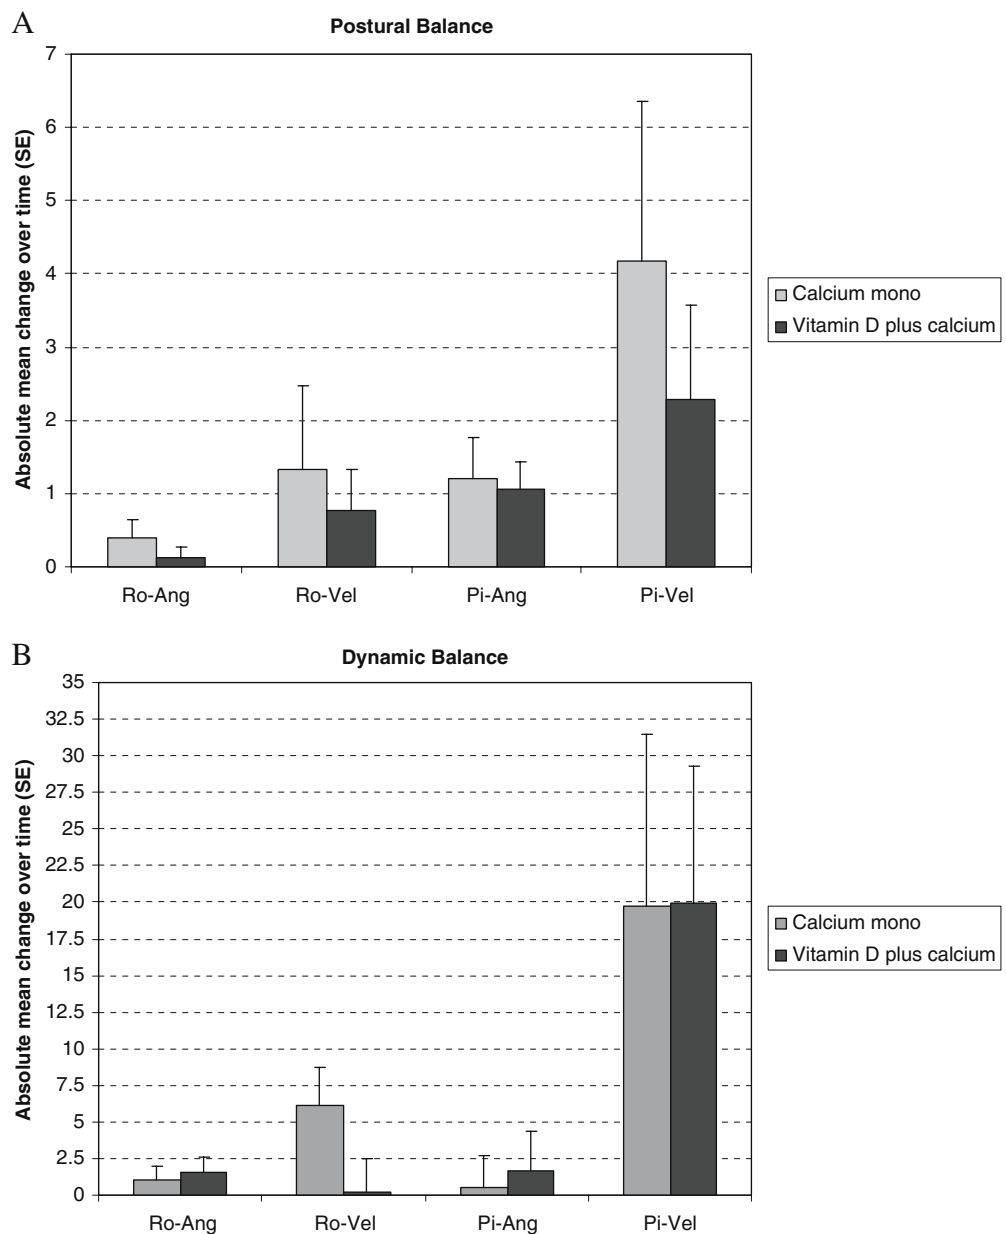 A
Postural Balance
Absolute mean change over time (SE)
7
6
5
4
3
2
1
0
Ro-Ang
Ro-Vel
Pi-Ang
Pi-Vel
Calcium mono
Vitamin D plus calcium
B
Dynamic Balance
Absolute mean change over time (SE)
35
32.5
30
27.5
25
22.5
20
17.5
15
12.5
10
7.5
5
2.5
0
Ro-Ang
Ro-Vel
Pi-Ang
Pi-Vel
Calcium mono
Vitamin D plus calcium